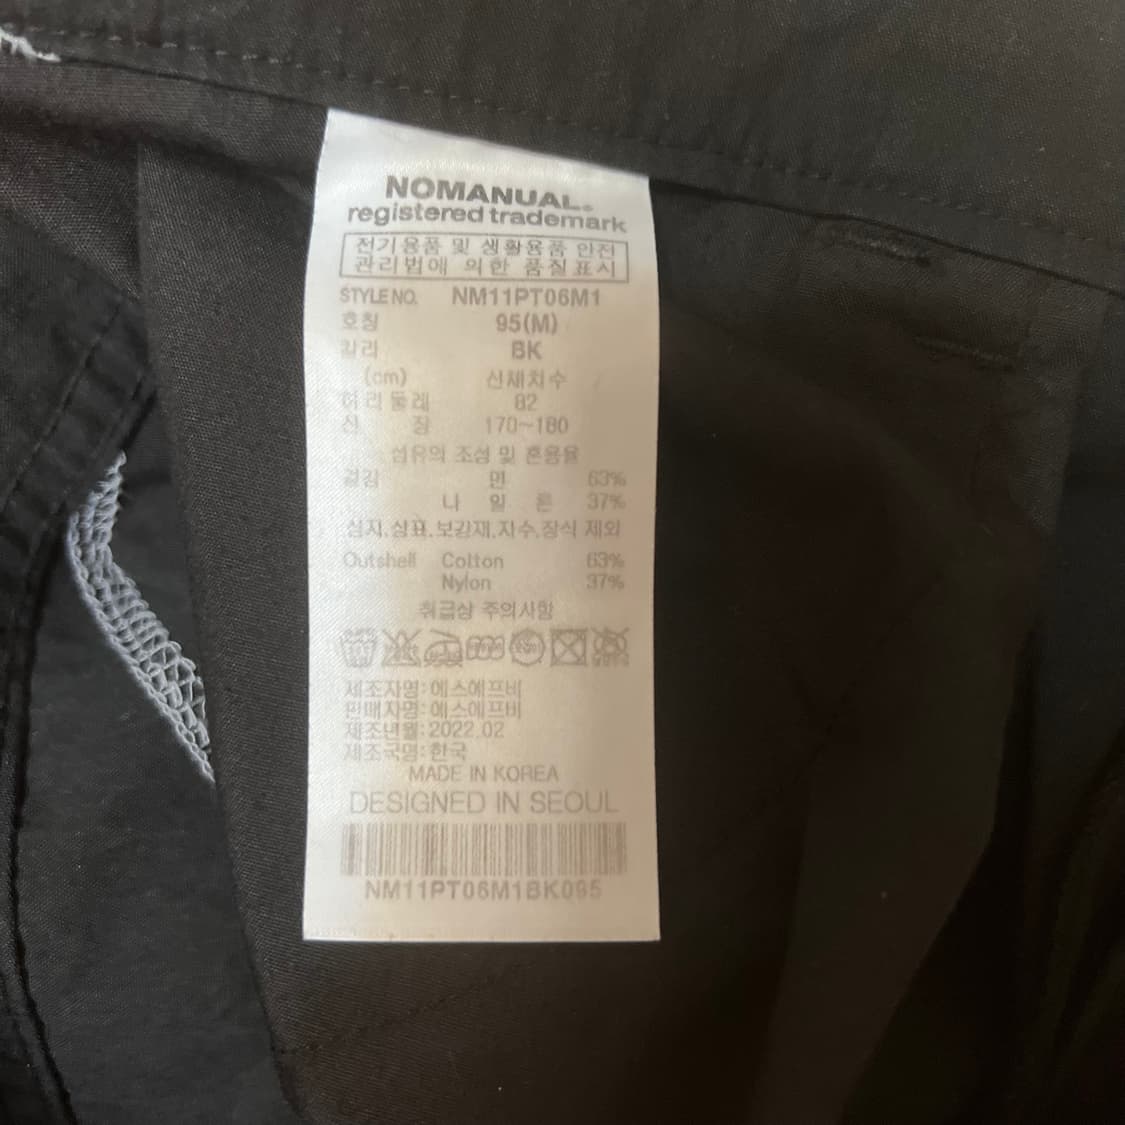 NOMANUAL®
registered trademark
전기용품 및 생활용품 안전
관리법에 의한 품질표시
STYLE NO. NM11PT06M1
호칭 95(M)
칼라 BK
(cm) 신체치수
허리둘레 82
신 장 170~180
섬유의 조성 및 혼용율
겉감 면 63%
나 일 론 37%
심지,상표,보강재,자수,장식 제외
Outshell Cotton 63%
Nylon 37%
취급상 주의사항
제조자명:에스에프비
판매자명:에스에프비
제조년월:2022.02
제조국명:한국
MADE IN KOREA
DESIGNED IN SEOUL
NM11PT06M1BK095